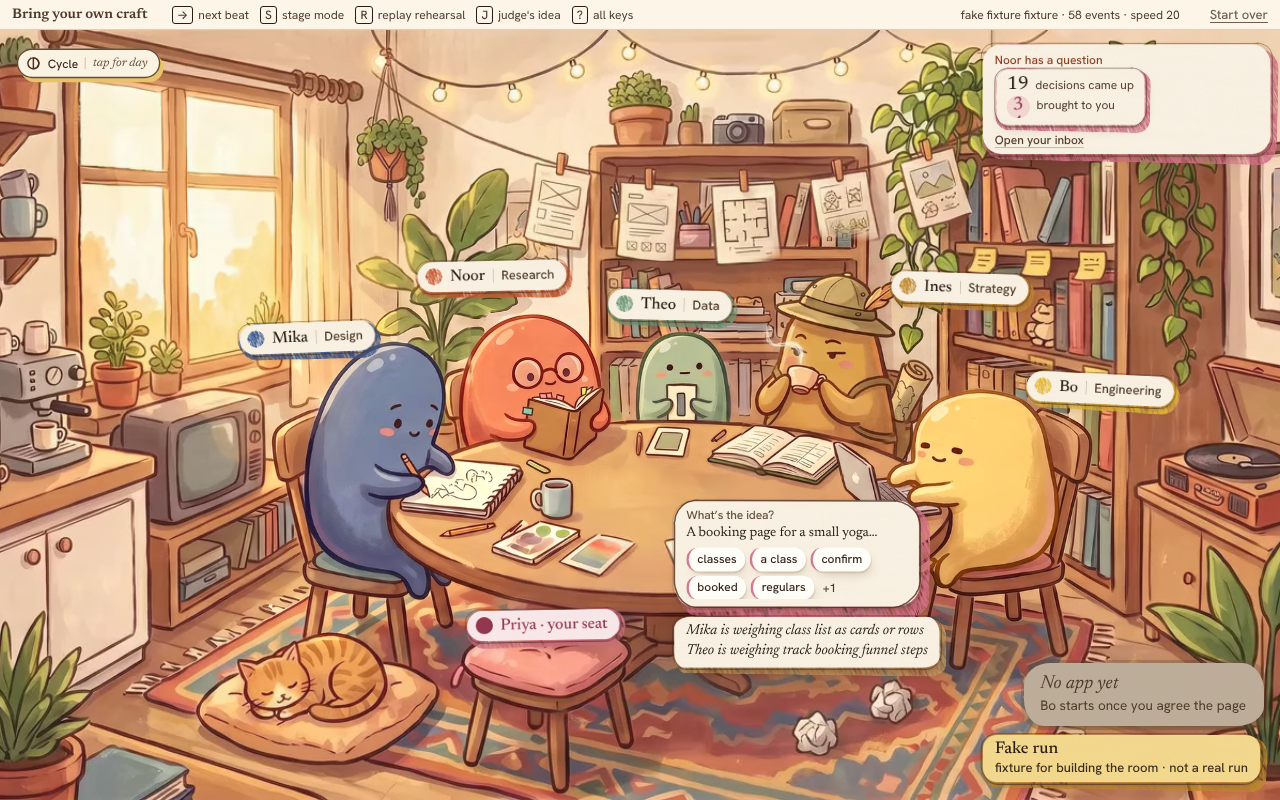 Bring your own craft
→ next beat
S stage mode
R replay rehearsal
J judge's idea
? all keys
fake fixture fixture · 58 events · speed 20
Start over
Cycle
tap for day
Noor has a question
19 decisions came up
3 brought to you
Open your inbox
Noor Research
Ines Strategy
Theo Data
Mika Design
Bo Engineering
What's the idea?
A booking page for a small yoga…
classes a class confirm
booked regulars +1
Priya · your seat
Mika is weighing class list as cards or rows
Theo is weighing track booking funnel steps
No app yet
Bo starts once you agree the page
Fake run
fixture for building the room · not a real run